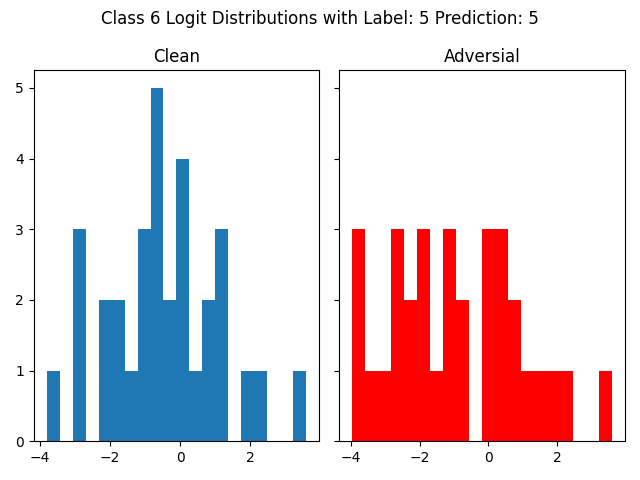 Class 6 Logit Distributions with Label: 5 Prediction: 5
Clean
Adversial
5
4
3
2
1
0
−4 −2 0 2
−4 −2 0 2